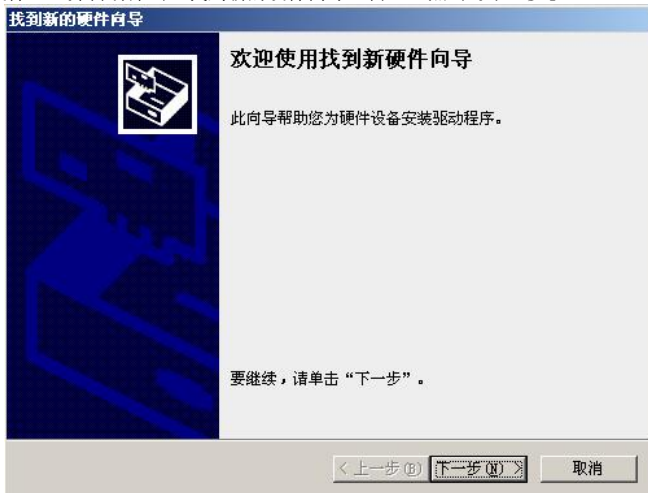 找到新的硬件向导
欢迎使用找到新硬件向导
此向导帮助您为硬件设备安装驱动程序。
要继续，请单击“下一步”。
< 上一步(B)
下一步(N) >
取消